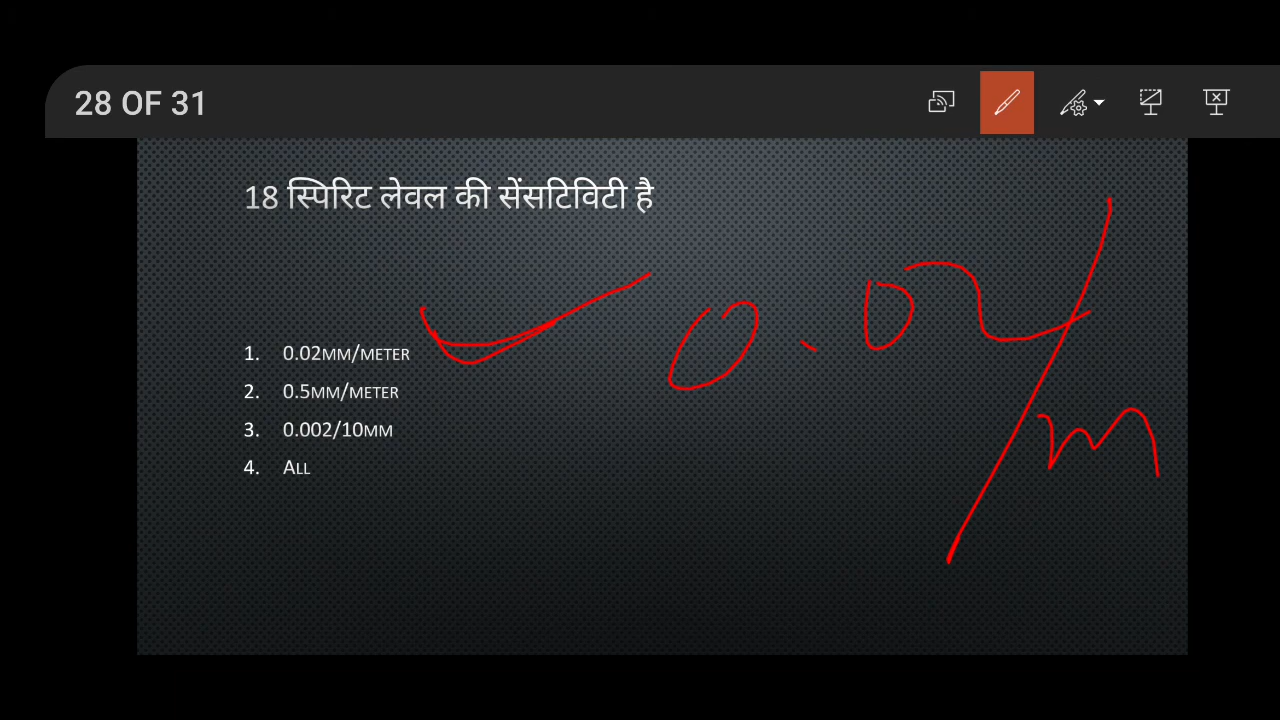 28 OF 31
18 स्पिरिट लेवल की सेंसटिविटी है
1. 0.02MM/METER
2. 0.5MM/METER
3. 0.002/10MM
4. ALL
0.02/m